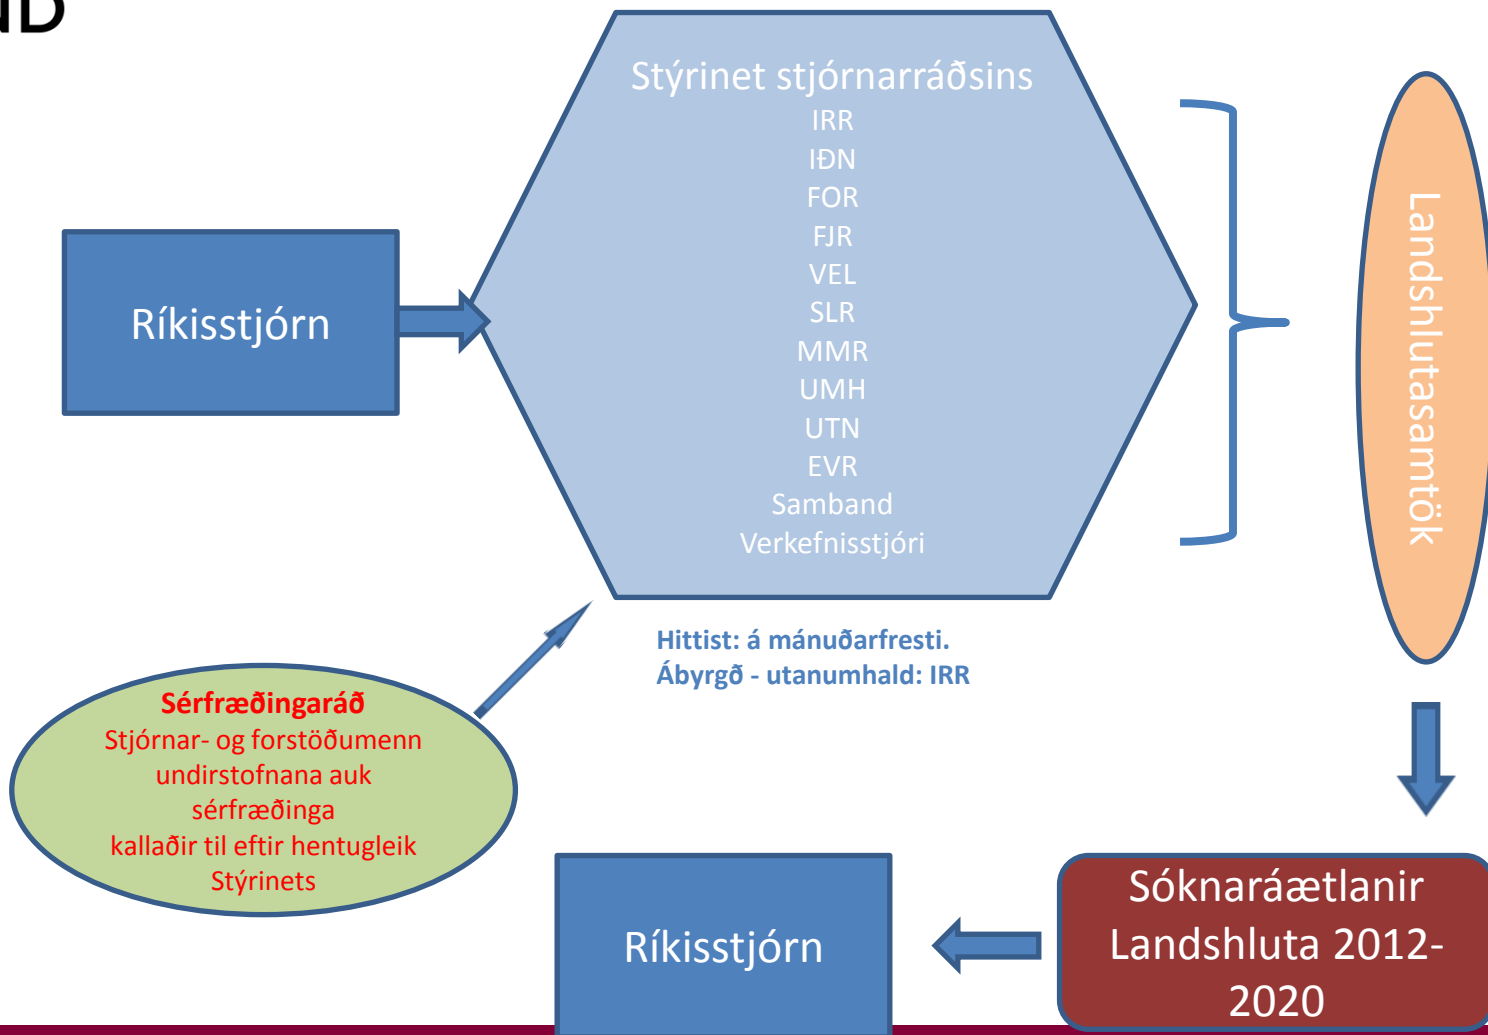 Stýrinet stjórnarráðsins
IRR
IÐN
FOR
FJR
VEL
SLR
MMR
UMH
UTN
EVR
Samband
Verkefnisstjóri
Ríkisstjórn
Landshlutasamtök
Hittist: á mánuðarfresti.
Ábyrgð - utanumhald: IRR
Sérfræðingaráð
Stjórnar- og forstöðumenn
undirstofnana auk
sérfræðinga
kallaðir til eftir hentugleik
Stýrinets
Sóknaráætlanir
Landshluta 2012-
2020
Ríkisstjórn